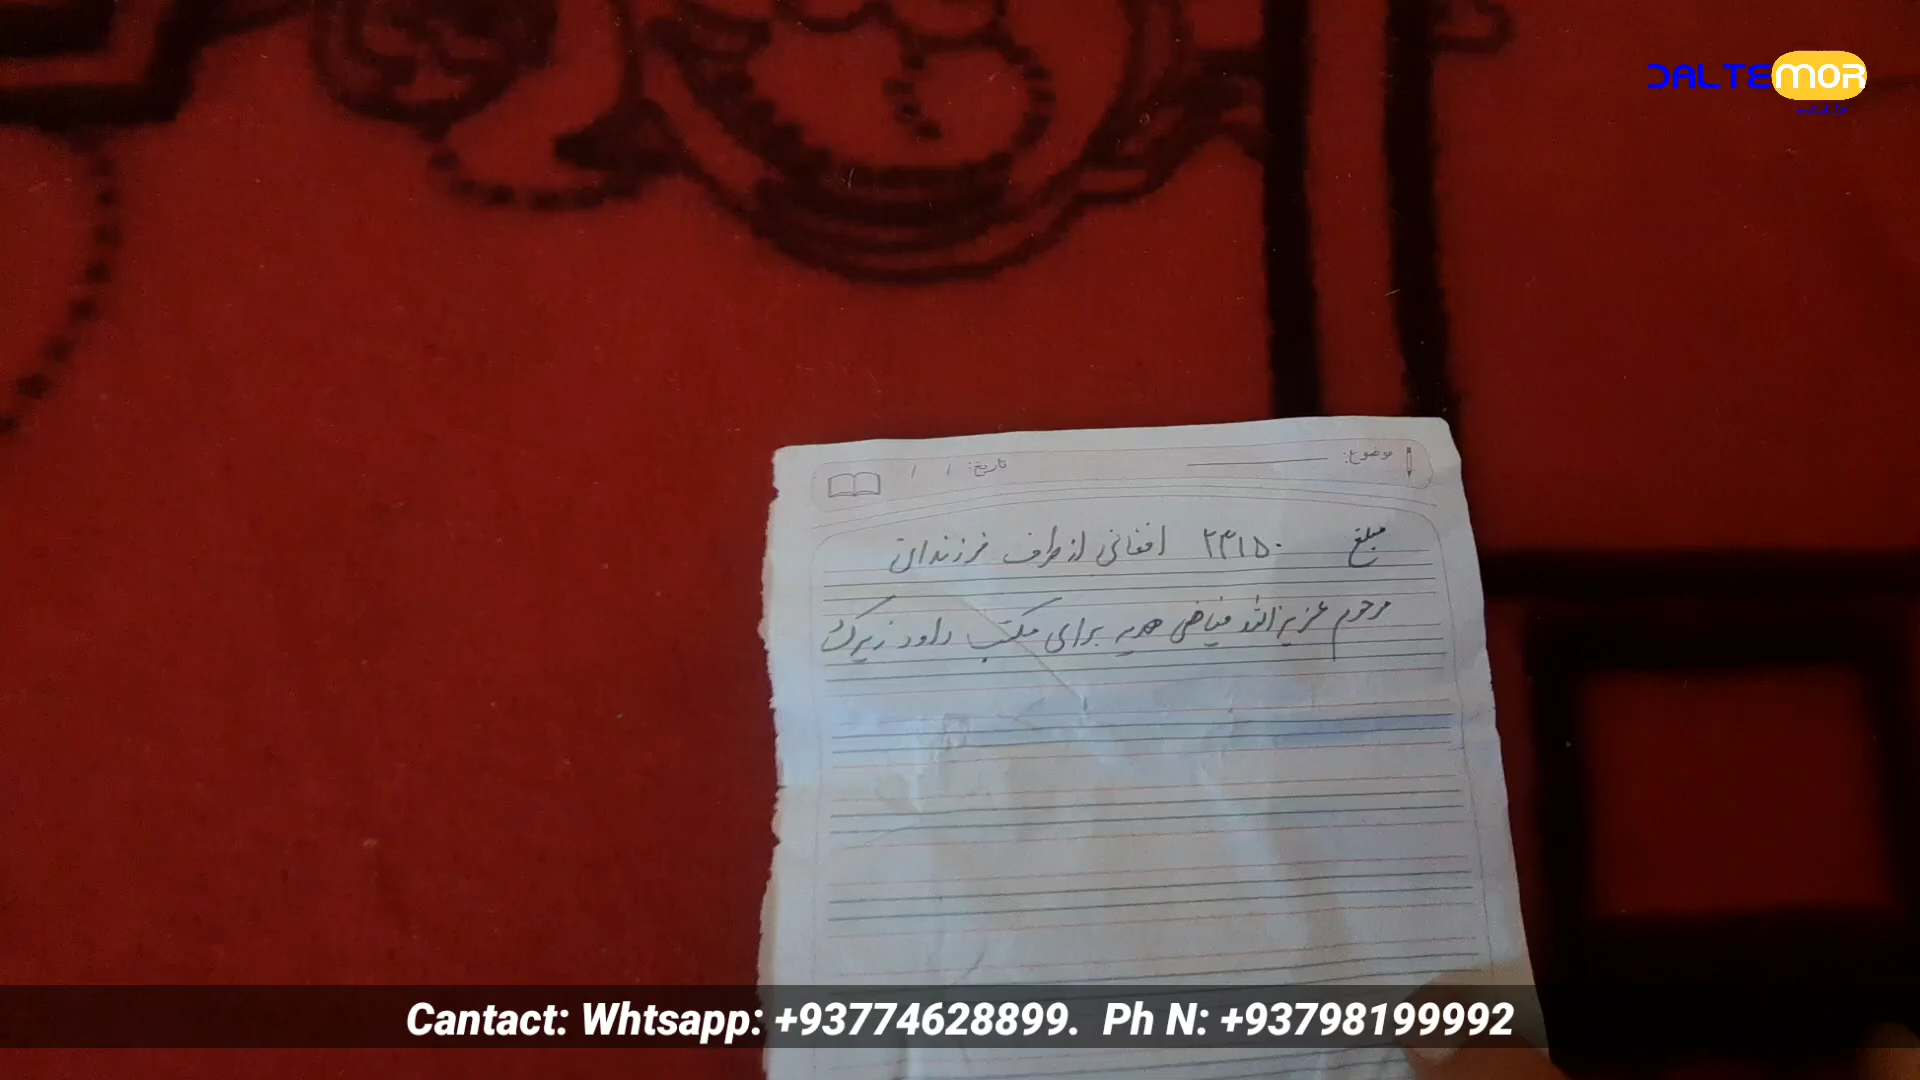 DALTEMOR
موضوع:
تاریخ: / /
مبلغ ۲۳۱۵۰ افغانی از طرف فرزندان
مرحوم عزیز الله فیاضی هدیه برای مکتب داود زیرک
Cantact: Whtsapp: +93774628899. Ph N: +93798199992